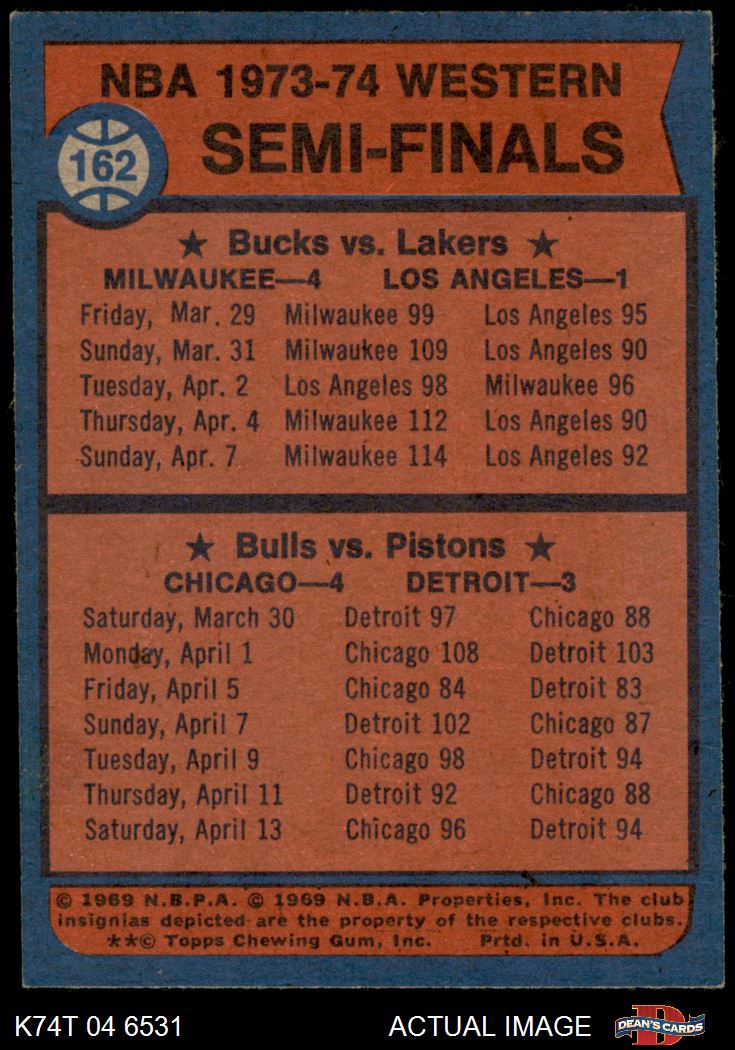 NBA 1973-74 WESTERN
162
SEMI-FINALS
★ Bucks vs. Lakers ★
MILWAUKEE—4 LOS ANGELES—1
Friday, Mar. 29 Milwaukee 99 Los Angeles 95
Sunday, Mar. 31 Milwaukee 109 Los Angeles 90
Tuesday, Apr. 2 Los Angeles 98 Milwaukee 96
Thursday, Apr. 4 Milwaukee 112 Los Angeles 90
Sunday, Apr. 7 Milwaukee 114 Los Angeles 92
★ Bulls vs. Pistons ★
CHICAGO—4 DETROIT—3
Saturday, March 30 Detroit 97 Chicago 88
Monday, April 1 Chicago 108 Detroit 103
Friday, April 5 Chicago 84 Detroit 83
Sunday, April 7 Detroit 102 Chicago 87
Tuesday, April 9 Chicago 98 Detroit 94
Thursday, April 11 Detroit 92 Chicago 88
Saturday, April 13 Chicago 96 Detroit 94
© 1969 N.B.P.A. © 1969 N.B.A. Properties, Inc. The club
insignias depicted are the property of the respective clubs.
★★© Topps Chewing Gum, Inc. Prtd. in U.S.A.
K74T 04 6531 ACTUAL IMAGE D DEAN'S CARDS